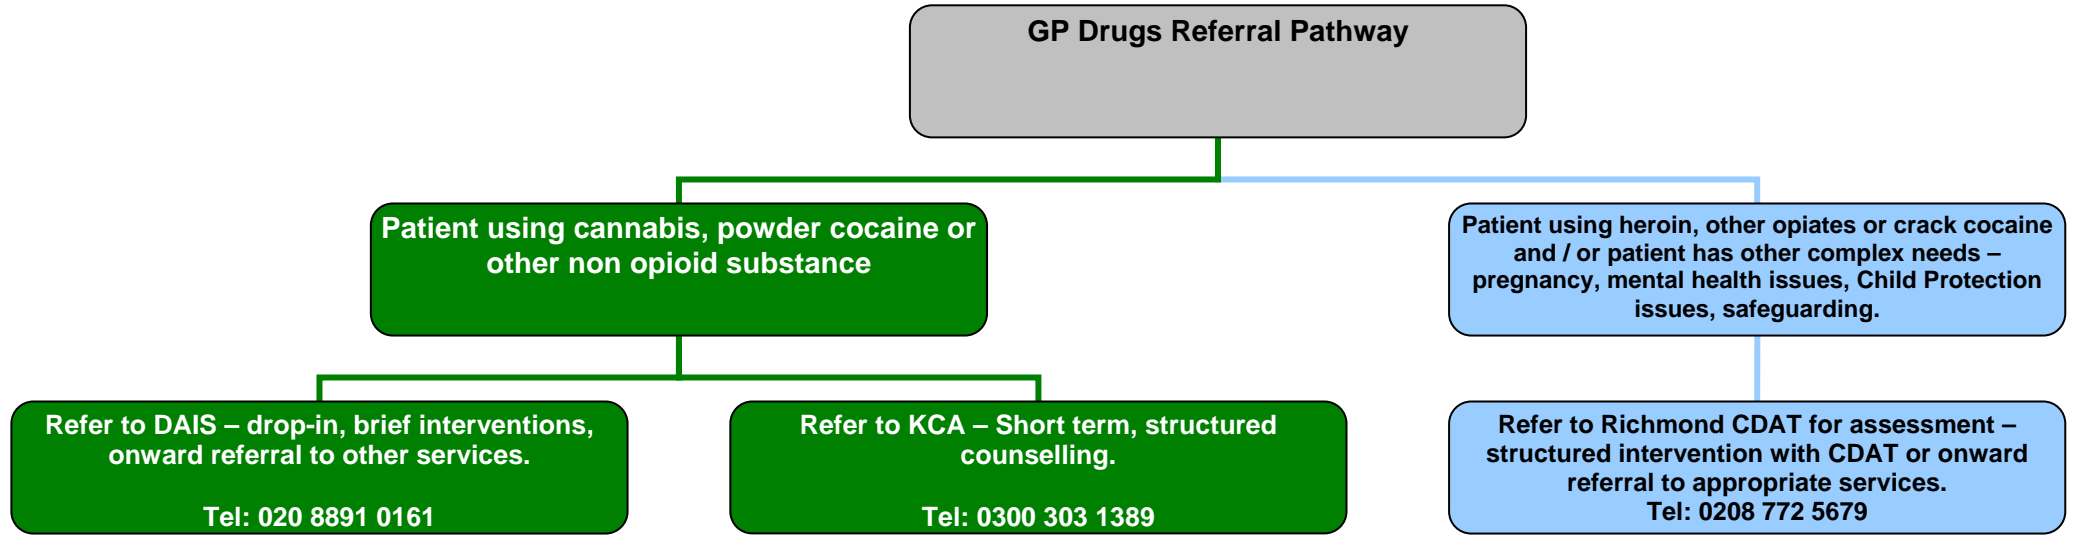 GP Drugs Referral Pathway
Patient using cannabis, powder cocaine or
other non opioid substance
Patient using heroin, other opiates or crack cocaine
and / or patient has other complex needs –
pregnancy, mental health issues, Child Protection
issues, safeguarding.
Refer to DAIS – drop-in, brief interventions,
onward referral to other services.
Tel: 020 8891 0161
Refer to KCA – Short term, structured
counselling.
Tel: 0300 303 1389
Refer to Richmond CDAT for assessment –
structured intervention with CDAT or onward
referral to appropriate services.
Tel: 0208 772 5679